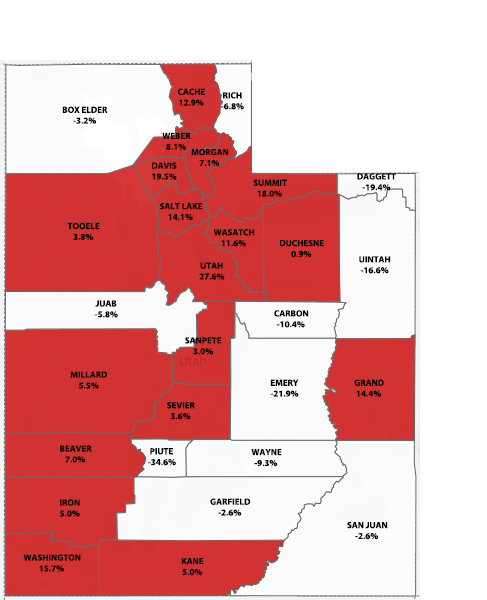 CACHE
12.9%
RICH
-6.8%
BOX ELDER
-3.2%
WEBER
8.1%
MORGAN
7.1%
DAVIS
19.5%
SUMMIT
18.0%
DAGGETT
-19.4%
SALT LAKE
14.1%
TOOELE
3.8%
WASATCH
11.6%
DUCHESNE
0.9%
UINTAH
-16.6%
UTAH
27.6%
JUAB
-5.8%
CARBON
-10.4%
SANPETE
3.0%
Utah
MILLARD
5.5%
EMERY
-21.9%
GRAND
14.4%
SEVIER
3.6%
BEAVER
7.0%
PIUTE
-34.6%
WAYNE
-9.3%
IRON
5.0%
GARFIELD
-2.6%
SAN JUAN
-2.6%
WASHINGTON
15.7%
KANE
5.0%